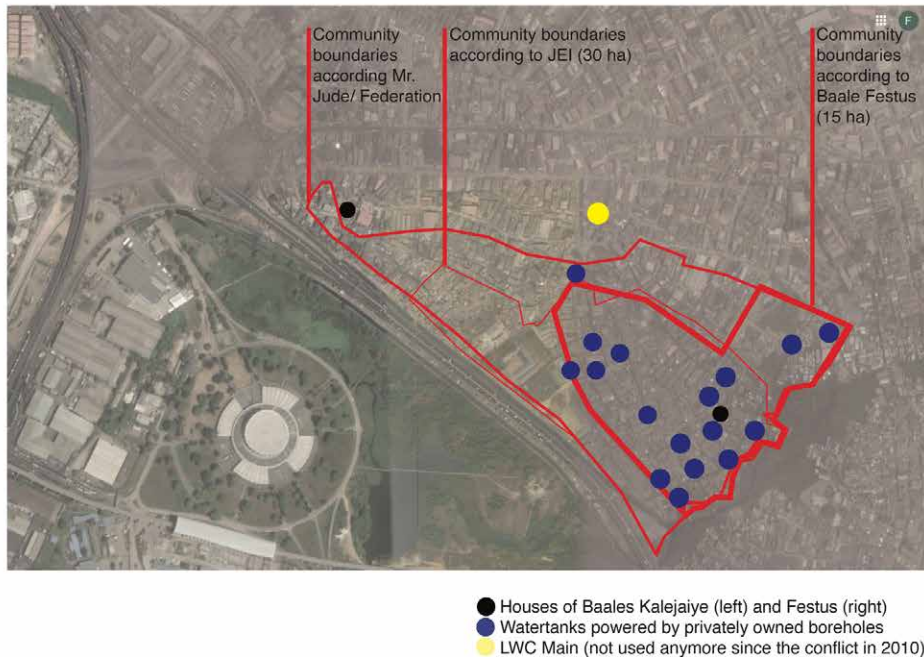 F
Community
boundaries
according Mr.
Jude/ Federation
Community boundaries
according to JEI (30 ha)
Community
boundaries
according to
Baale Festus
(15 ha)
Houses of Baales Kalejaiye (left) and Festus (right)
Watertanks powered by privately owned boreholes
LWC Main (not used anymore since the conflict in 2010)